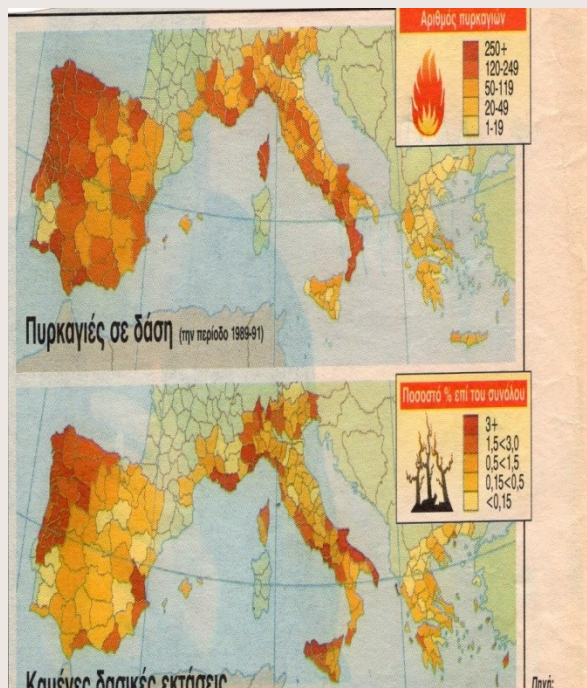 Αριθμός πυρκαγιών
250+
120-249
50-119
20-49
1-19
Πυρκαγιές σε δάση (την περίοδο 1989-91)
Ποσοστό % επί του συνόλου
3+
1,5<3,0
0,5<1,5
0,15<0,5
<0,15
Καμένες δασικές εκτάσεις
Πηγή: